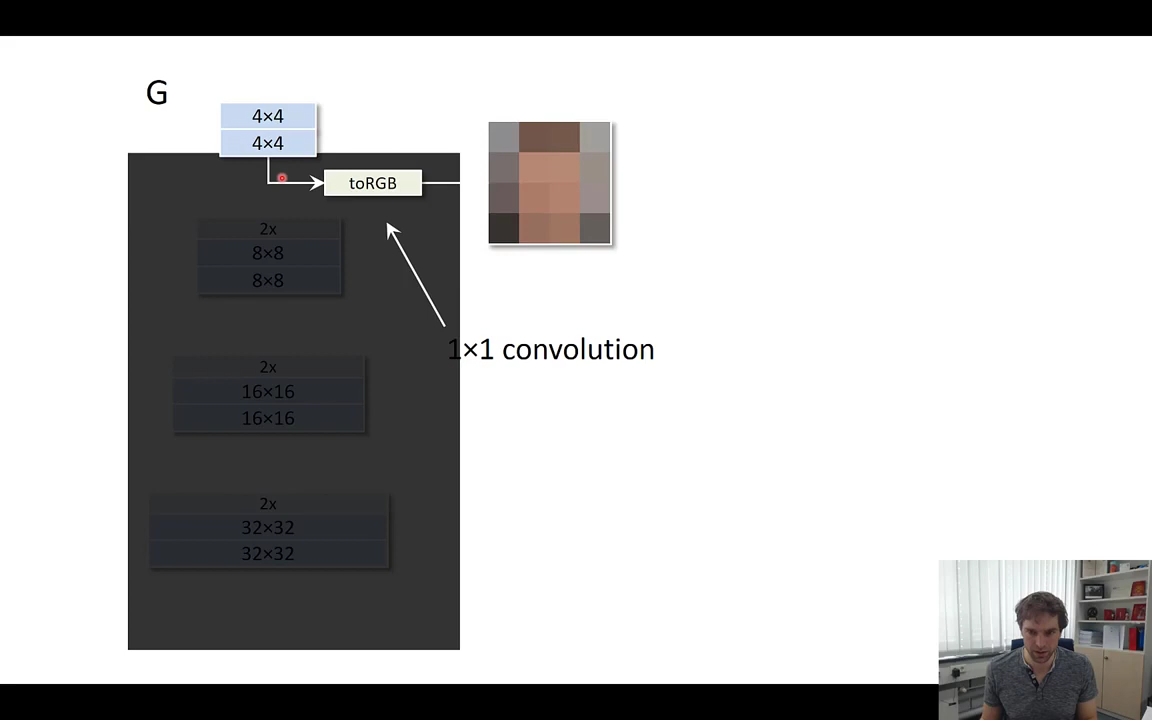 G
4×4
4×4
toRGB
2x
8×8
8×8
1×1 convolution
2x
16×16
16×16
2x
32×32
32×32